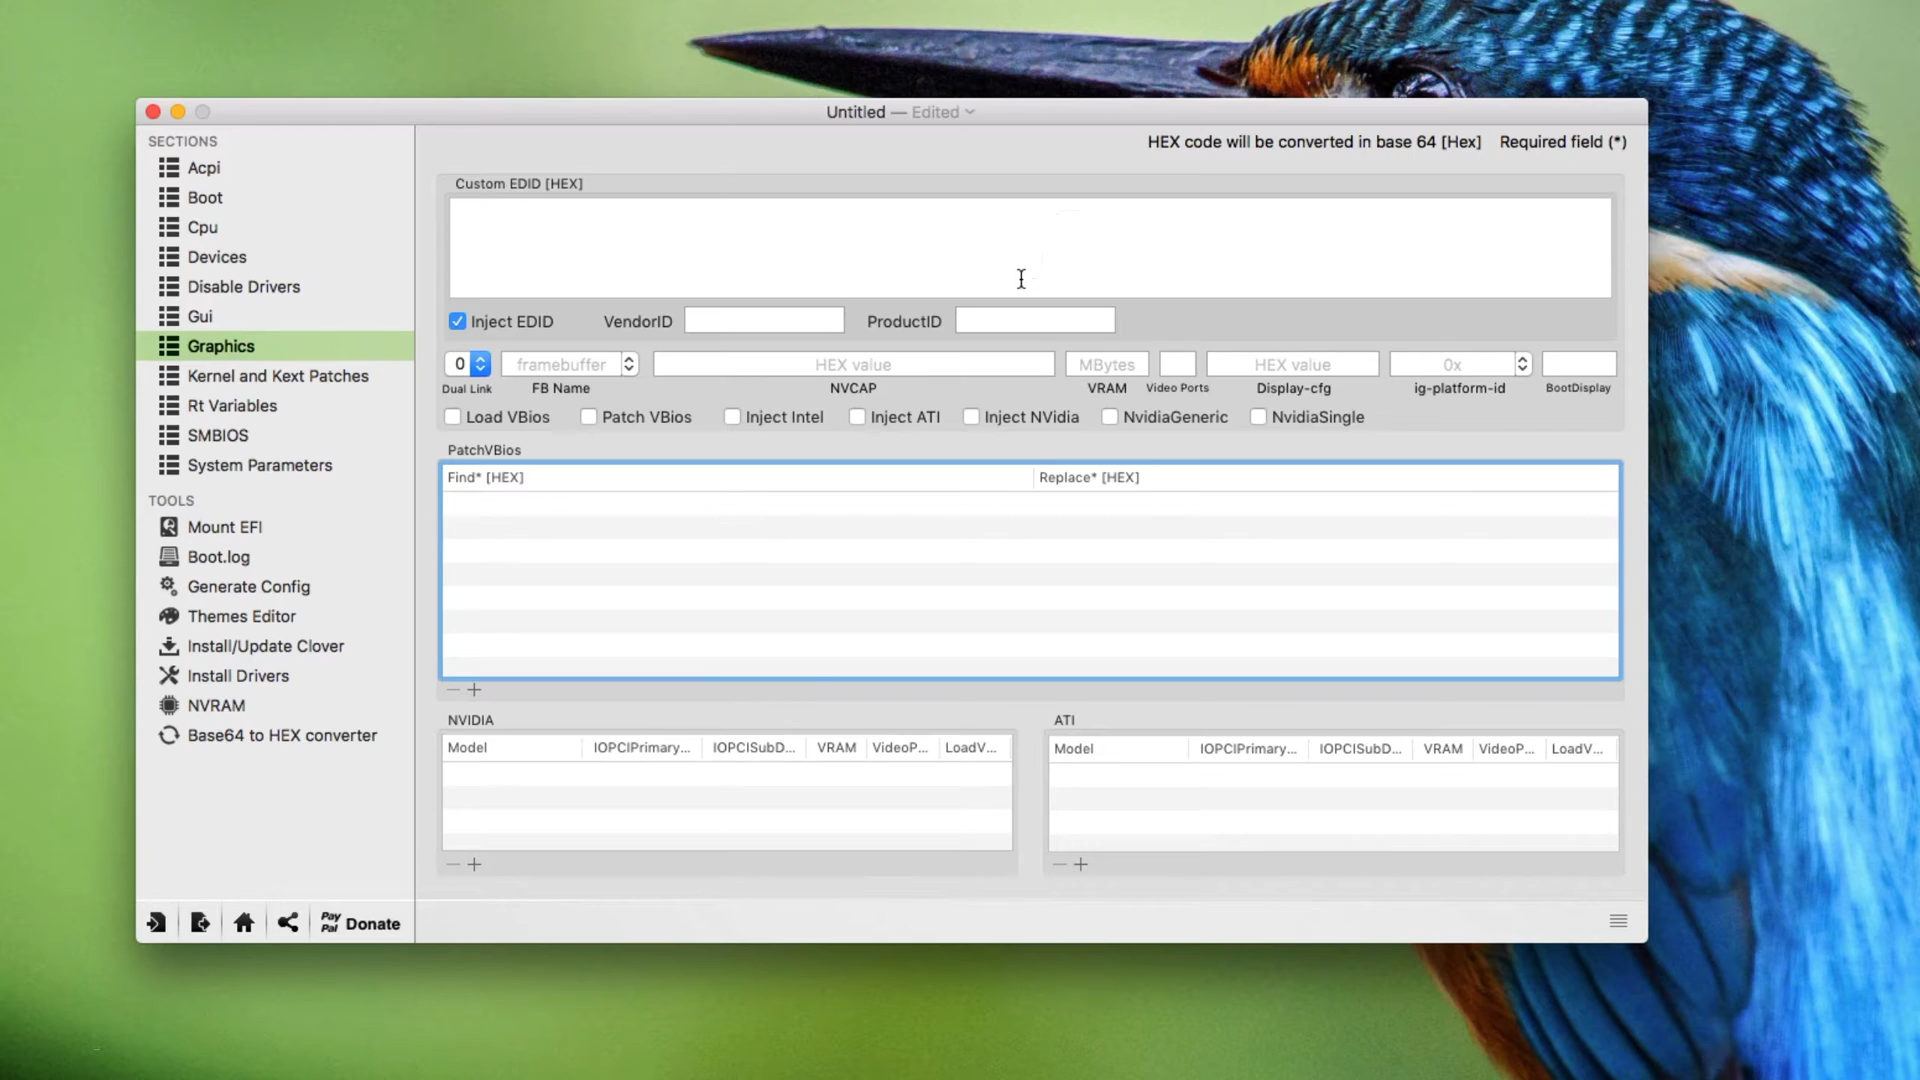 Untitled — Edited
SECTIONS
Acpi
Boot
Cpu
Devices
Disable Drivers
Gui
Graphics
Kernel and Kext Patches
Rt Variables
SMBIOS
System Parameters
TOOLS
Mount EFI
Boot.log
Generate Config
Themes Editor
Install/Update Clover
Install Drivers
NVRAM
Base64 to HEX converter
Pay Pal Donate
HEX code will be converted in base 64 [Hex] Required field (*)
Custom EDID [HEX]
Inject EDID VendorID ProductID
0 framebuffer HEX value MBytes HEX value 0x
Dual Link FB Name NVCAP VRAM Video Ports Display-cfg ig-platform-id BootDisplay
Load VBios Patch VBios Inject Intel Inject ATI Inject NVidia NvidiaGeneric NvidiaSingle
PatchVBios
Find* [HEX] Replace* [HEX]
NVIDIA
Model IOPCIPrimary... IOPCISubD... VRAM VideoP... LoadV...
ATI
Model IOPCIPrimary... IOPCISubD... VRAM VideoP... LoadV...